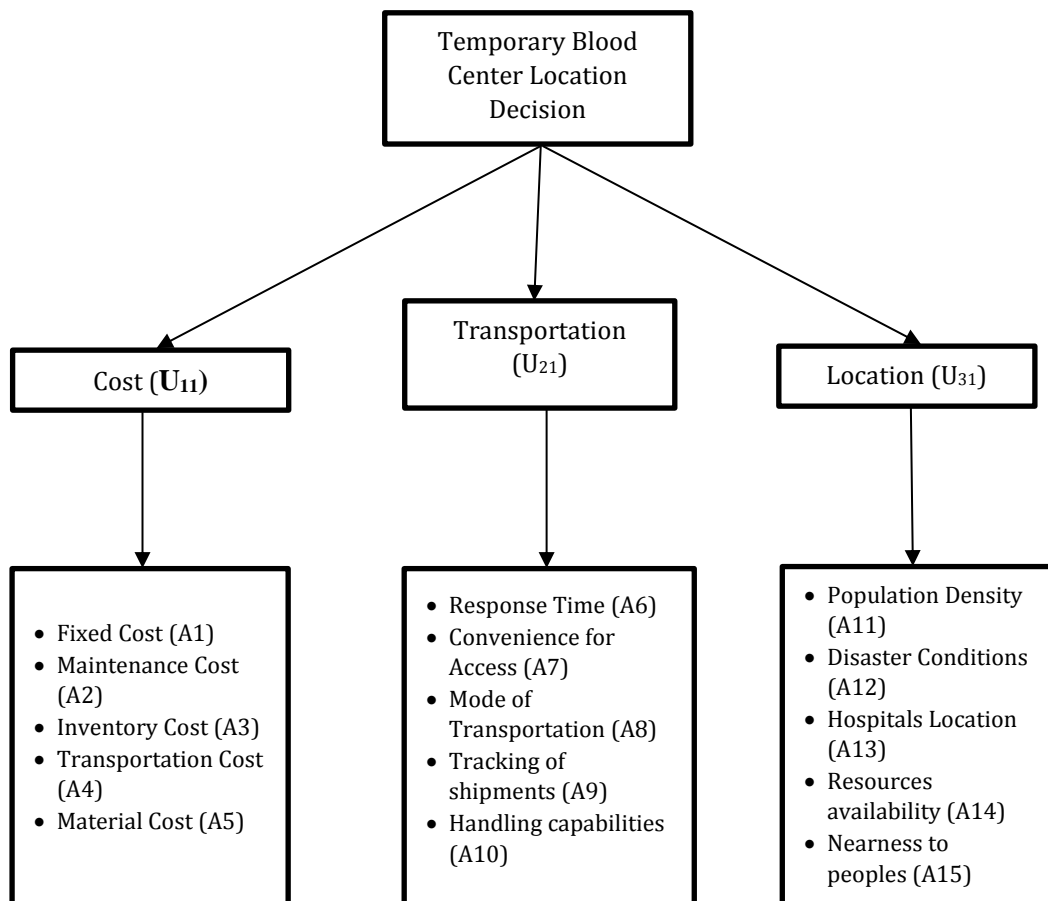 Temporary Blood
Center Location
Decision
Cost (U11)
Transportation
(U21)
Location (U31)
• Fixed Cost (A1)
• Maintenance Cost
(A2)
• Inventory Cost (A3)
• Transportation Cost
(A4)
• Material Cost (A5)
• Response Time (A6)
• Convenience for
Access (A7)
• Mode of
Transportation (A8)
• Tracking of
shipments (A9)
• Handling capabilities
(A10)
• Population Density
(A11)
• Disaster Conditions
(A12)
• Hospitals Location
(A13)
• Resources
availability (A14)
• Nearness to
peoples (A15)